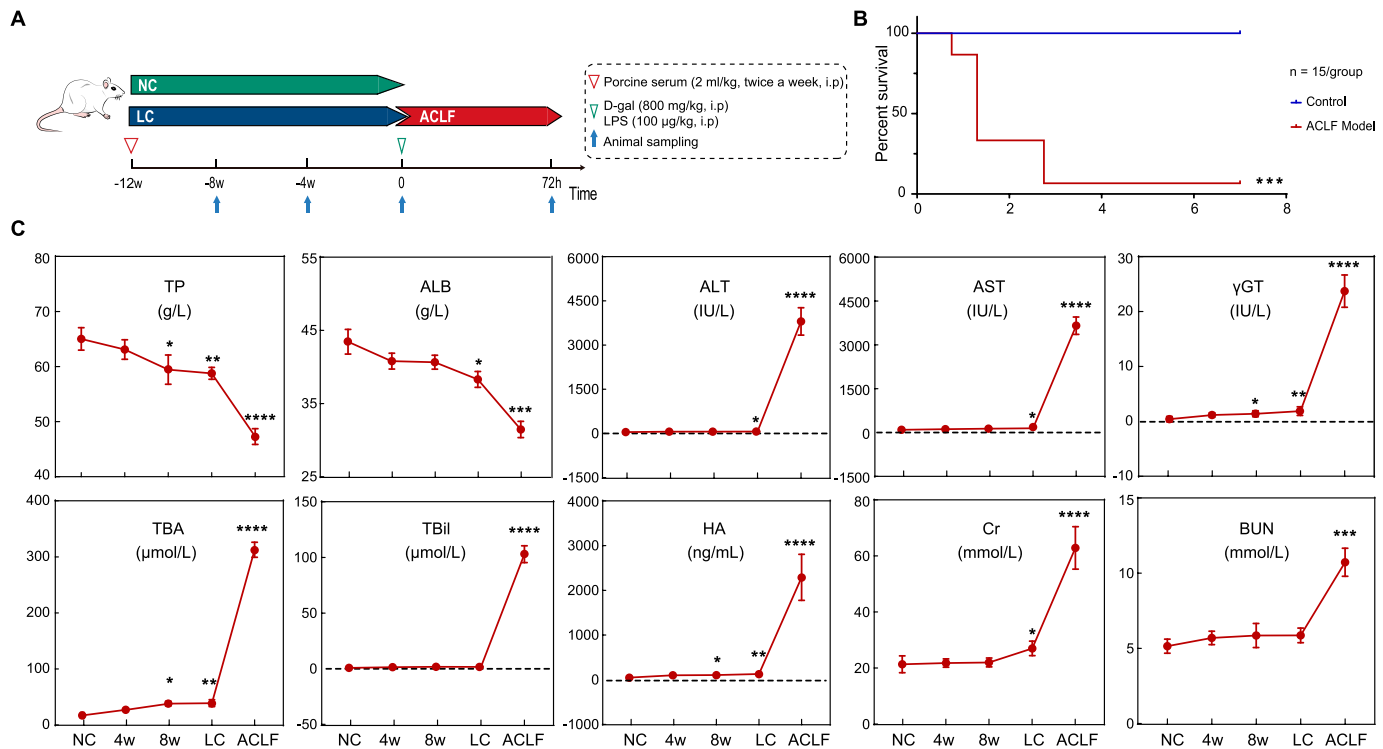 A
NC
LC
ACLF
Porcine serum (2 ml/kg, twice a week, i.p)
D-gal (800 mg/kg, i.p)
LPS (100 µg/kg, i.p)
Animal sampling
-12w
-8w
-4w
0
72h
Time
B
Percent survival
100
50
0
0
2
4
6
8
***
n = 15/group
Control
ACLF Model
C
80
70
60
50
40
TP
(g/L)
*
**
****
55
45
35
25
ALB
(g/L)
*
***
6000
4500
3000
1500
0
-1500
ALT
(IU/L)
*
****
6000
4500
3000
1500
0
-1500
AST
(IU/L)
*
****
30
20
10
0
-10
γGT
(IU/L)
*
**
****
400
300
200
100
0
TBA
(µmol/L)
*
**
****
NC
4w
8w
LC
ACLF
150
100
50
0
-50
TBil
(µmol/L)
****
NC
4w
8w
LC
ACLF
4000
3000
2000
1000
0
-1000
HA
(ng/mL)
*
**
****
NC
4w
8w
LC
ACLF
80
60
40
20
0
Cr
(mmol/L)
*
****
NC
4w
8w
LC
ACLF
15
10
5
0
BUN
(mmol/L)
***
NC
4w
8w
LC
ACLF